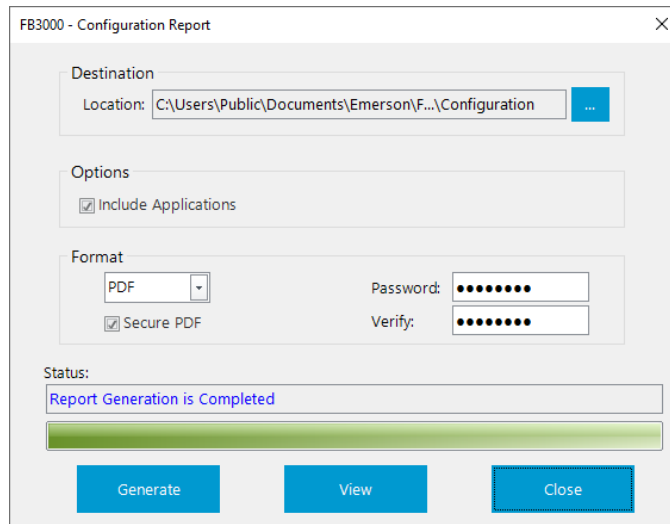 FB3000 - Configuration Report
Destination
Location: C:\Users\Public\Documents\Emerson\F...\Configuration ...
Options
Include Applications
Format
PDF Password: ●●●●●●●●
Secure PDF Verify: ●●●●●●●●
Status:
Report Generation is Completed
Generate View Close